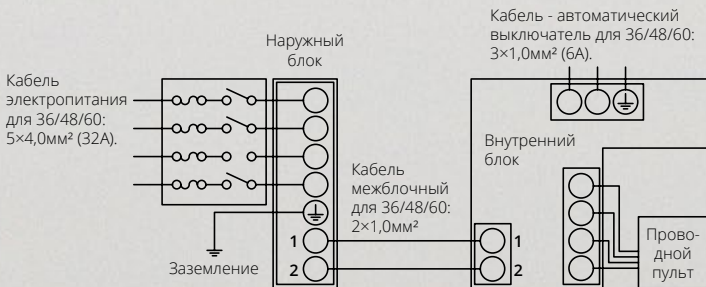 Кабель - автоматический
выключатель для 36/48/60:
3×1,0мм² (6А).
Наружный
блок
Кабель
электропитания
для 36/48/60:
5×4,0мм² (32А).
Внутренний
блок
Кабель
межблочный
для 36/48/60:
2×1,0мм²
1
1
2
2
Заземление
Прово-
дной
пульт